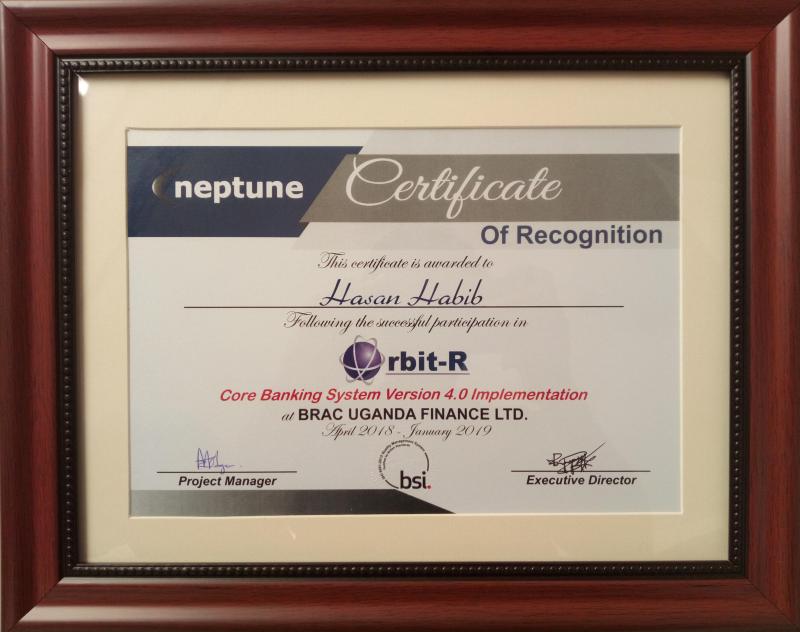 neptune
Certificate
Of Recognition
This certificate is awarded to
Hasan Habib
Following the successful participation in
Orbit-R
Core Banking System Version 4.0 Implementation
at BRAC UGANDA FINANCE LTD.
April 2018 - January 2019
bsi.
Project Manager
Executive Director